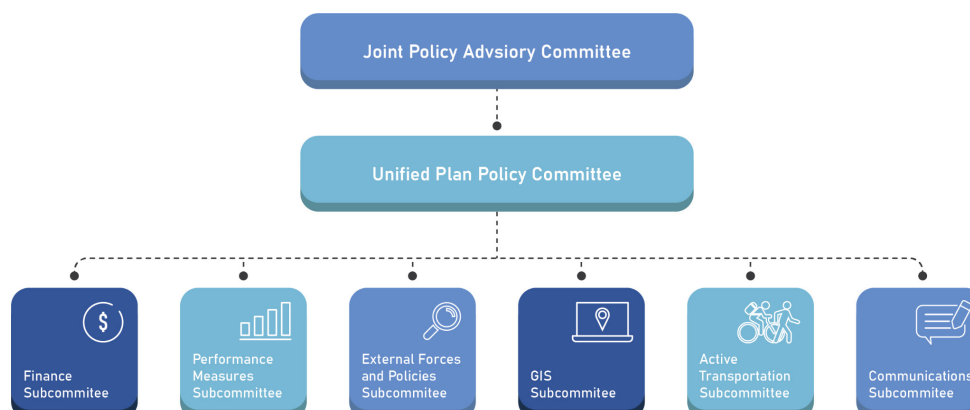 Joint Policy Advsiory Committee
Unified Plan Policy Committee
$
Finance
Subcommitee
Performance
Measures
Subcommittee
External Forces
and Policies
Subcommitee
GIS
Subcommitee
Active
Transportation
Subcommitee
Communications
Subcommitee